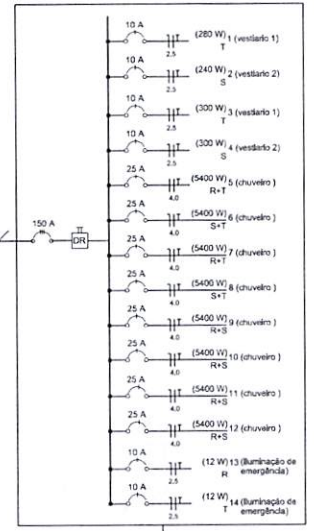 10 A
(280 W) 1 (vestiario 1)
2,5
T
10 A
(240 W) 2 (vestiario 2)
2,5
S
10 A
(300 W) 3 (vestiario 1)
2,5
T
10 A
(300 W) 4 (vestiario 2)
2,5
S
25 A
(5400 W) 5 (chuveiro )
4,0
R+T
25 A
(5400 W) 6 (chuveiro )
4,0
S+T
150 A
DR
25 A
(5400 W) 7 (chuveiro )
4,0
R+T
25 A
(5400 W) 8 (chuveiro )
4,0
S+T
25 A
(5400 W) 9 (chuveiro )
4,0
R+S
25 A
(5400 W) 10 (chuveiro )
4,0
R+S
25 A
(5400 W) 11 (chuveiro )
4,0
R+S
25 A
(5400 W) 12 (chuveiro )
4,0
R+S
10 A
(12 W) 13 (Iluminação de
2,5
R
emergência)
10 A
(12 W) 14 (Iluminação de
2,5
T
emergência)